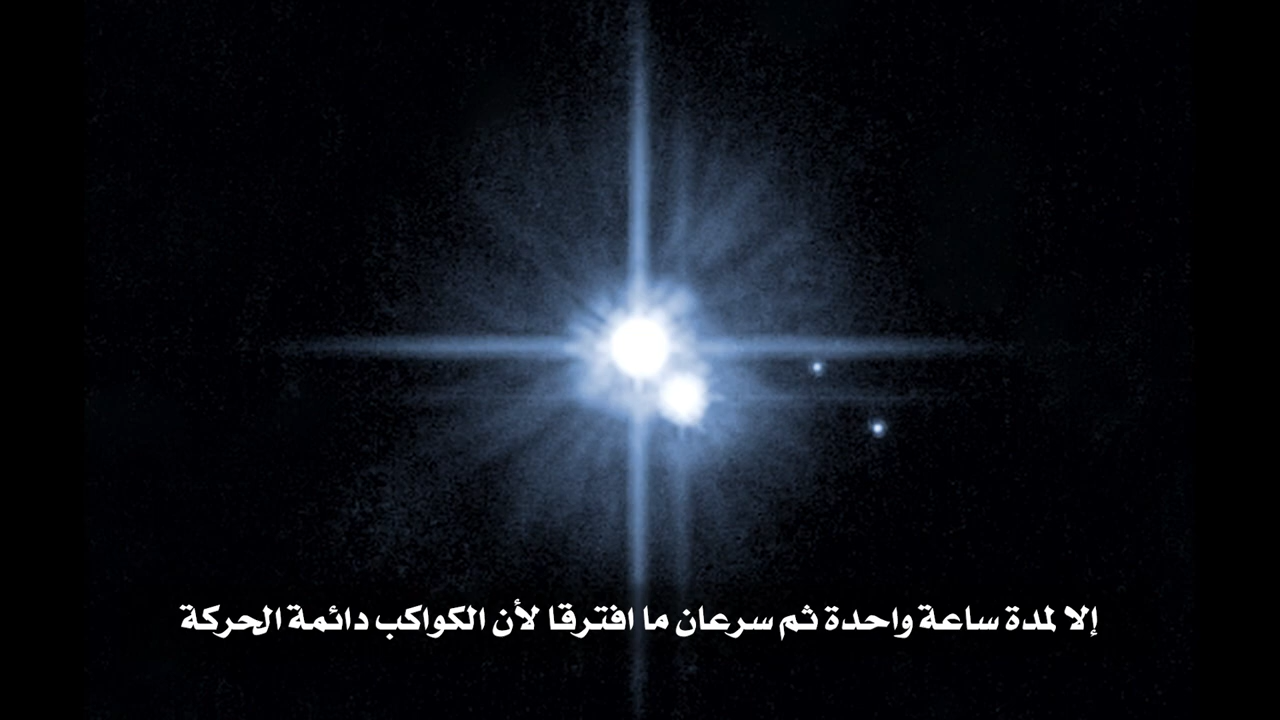 إلا لمدة ساعة واحدة ثم سرعان ما افترقا لأن الكواكب دائمة الحركة